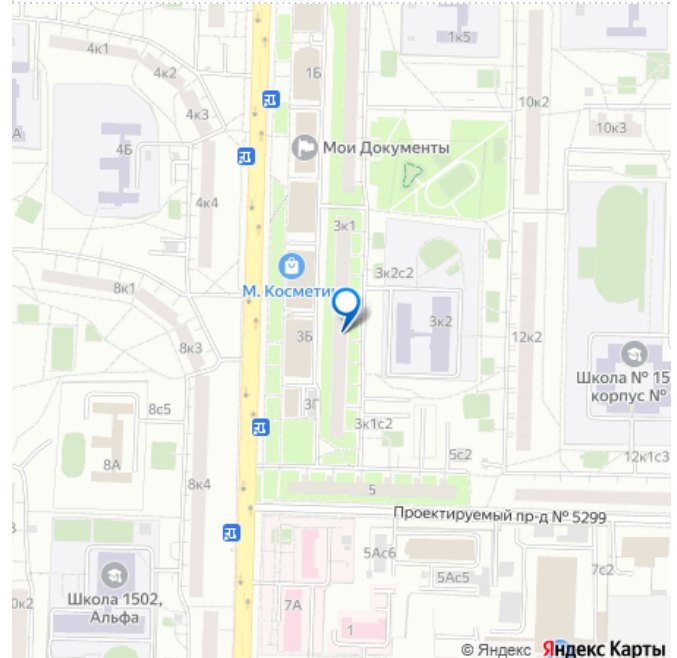 4к1
1Б
1к5
4к2
10к2
4к3
А
4Б
Мои Документы
10к3
4к4
3к1
3к2с2
8к1
М. Космети
3Б
3к2
12к2
8к3
Школа № 15
корпус №
8с5
3Г
3к1с2
8А
5с2
12к1с3
8к4
5
Проектируемый пр-д № 5299
5Ас6
7с2
5Ас5
Школа 1502,
Альфа
0к2
7А
1
© Яндекс Яндекс Карты